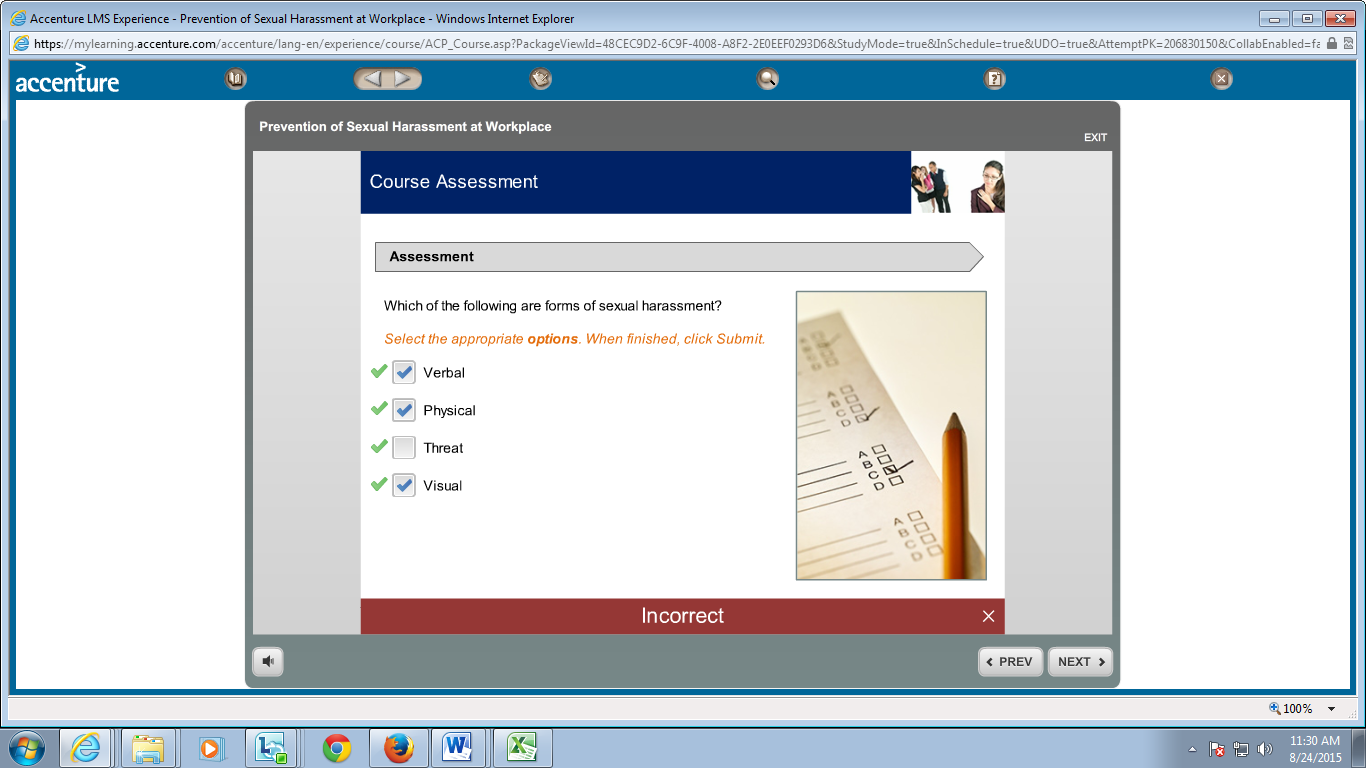 Accenture LMS Experience - Prevention of Sexual Harassment at Workplace - Windows Internet Explorer
https://mylearning.accenture.com/accenture/lang-en/experience/course/ACP_Course.asp?PackageViewId=48CEC9D2-6C9F-4008-A8F2-2E0EEF0293D6&StudyMode=true&InSchedule=true&UDO=true&AttemptPK=206830150&CollabEnabled=fa
accenture
Prevention of Sexual Harassment at Workplace
EXIT
Course Assessment
Assessment
Which of the following are forms of sexual harassment?
Select the appropriate options. When finished, click Submit.
Verbal
Physical
Threat
Visual
A B C D
A B C D
A B C D
Incorrect
PREV
NEXT
100%
11:30 AM
8/24/2015